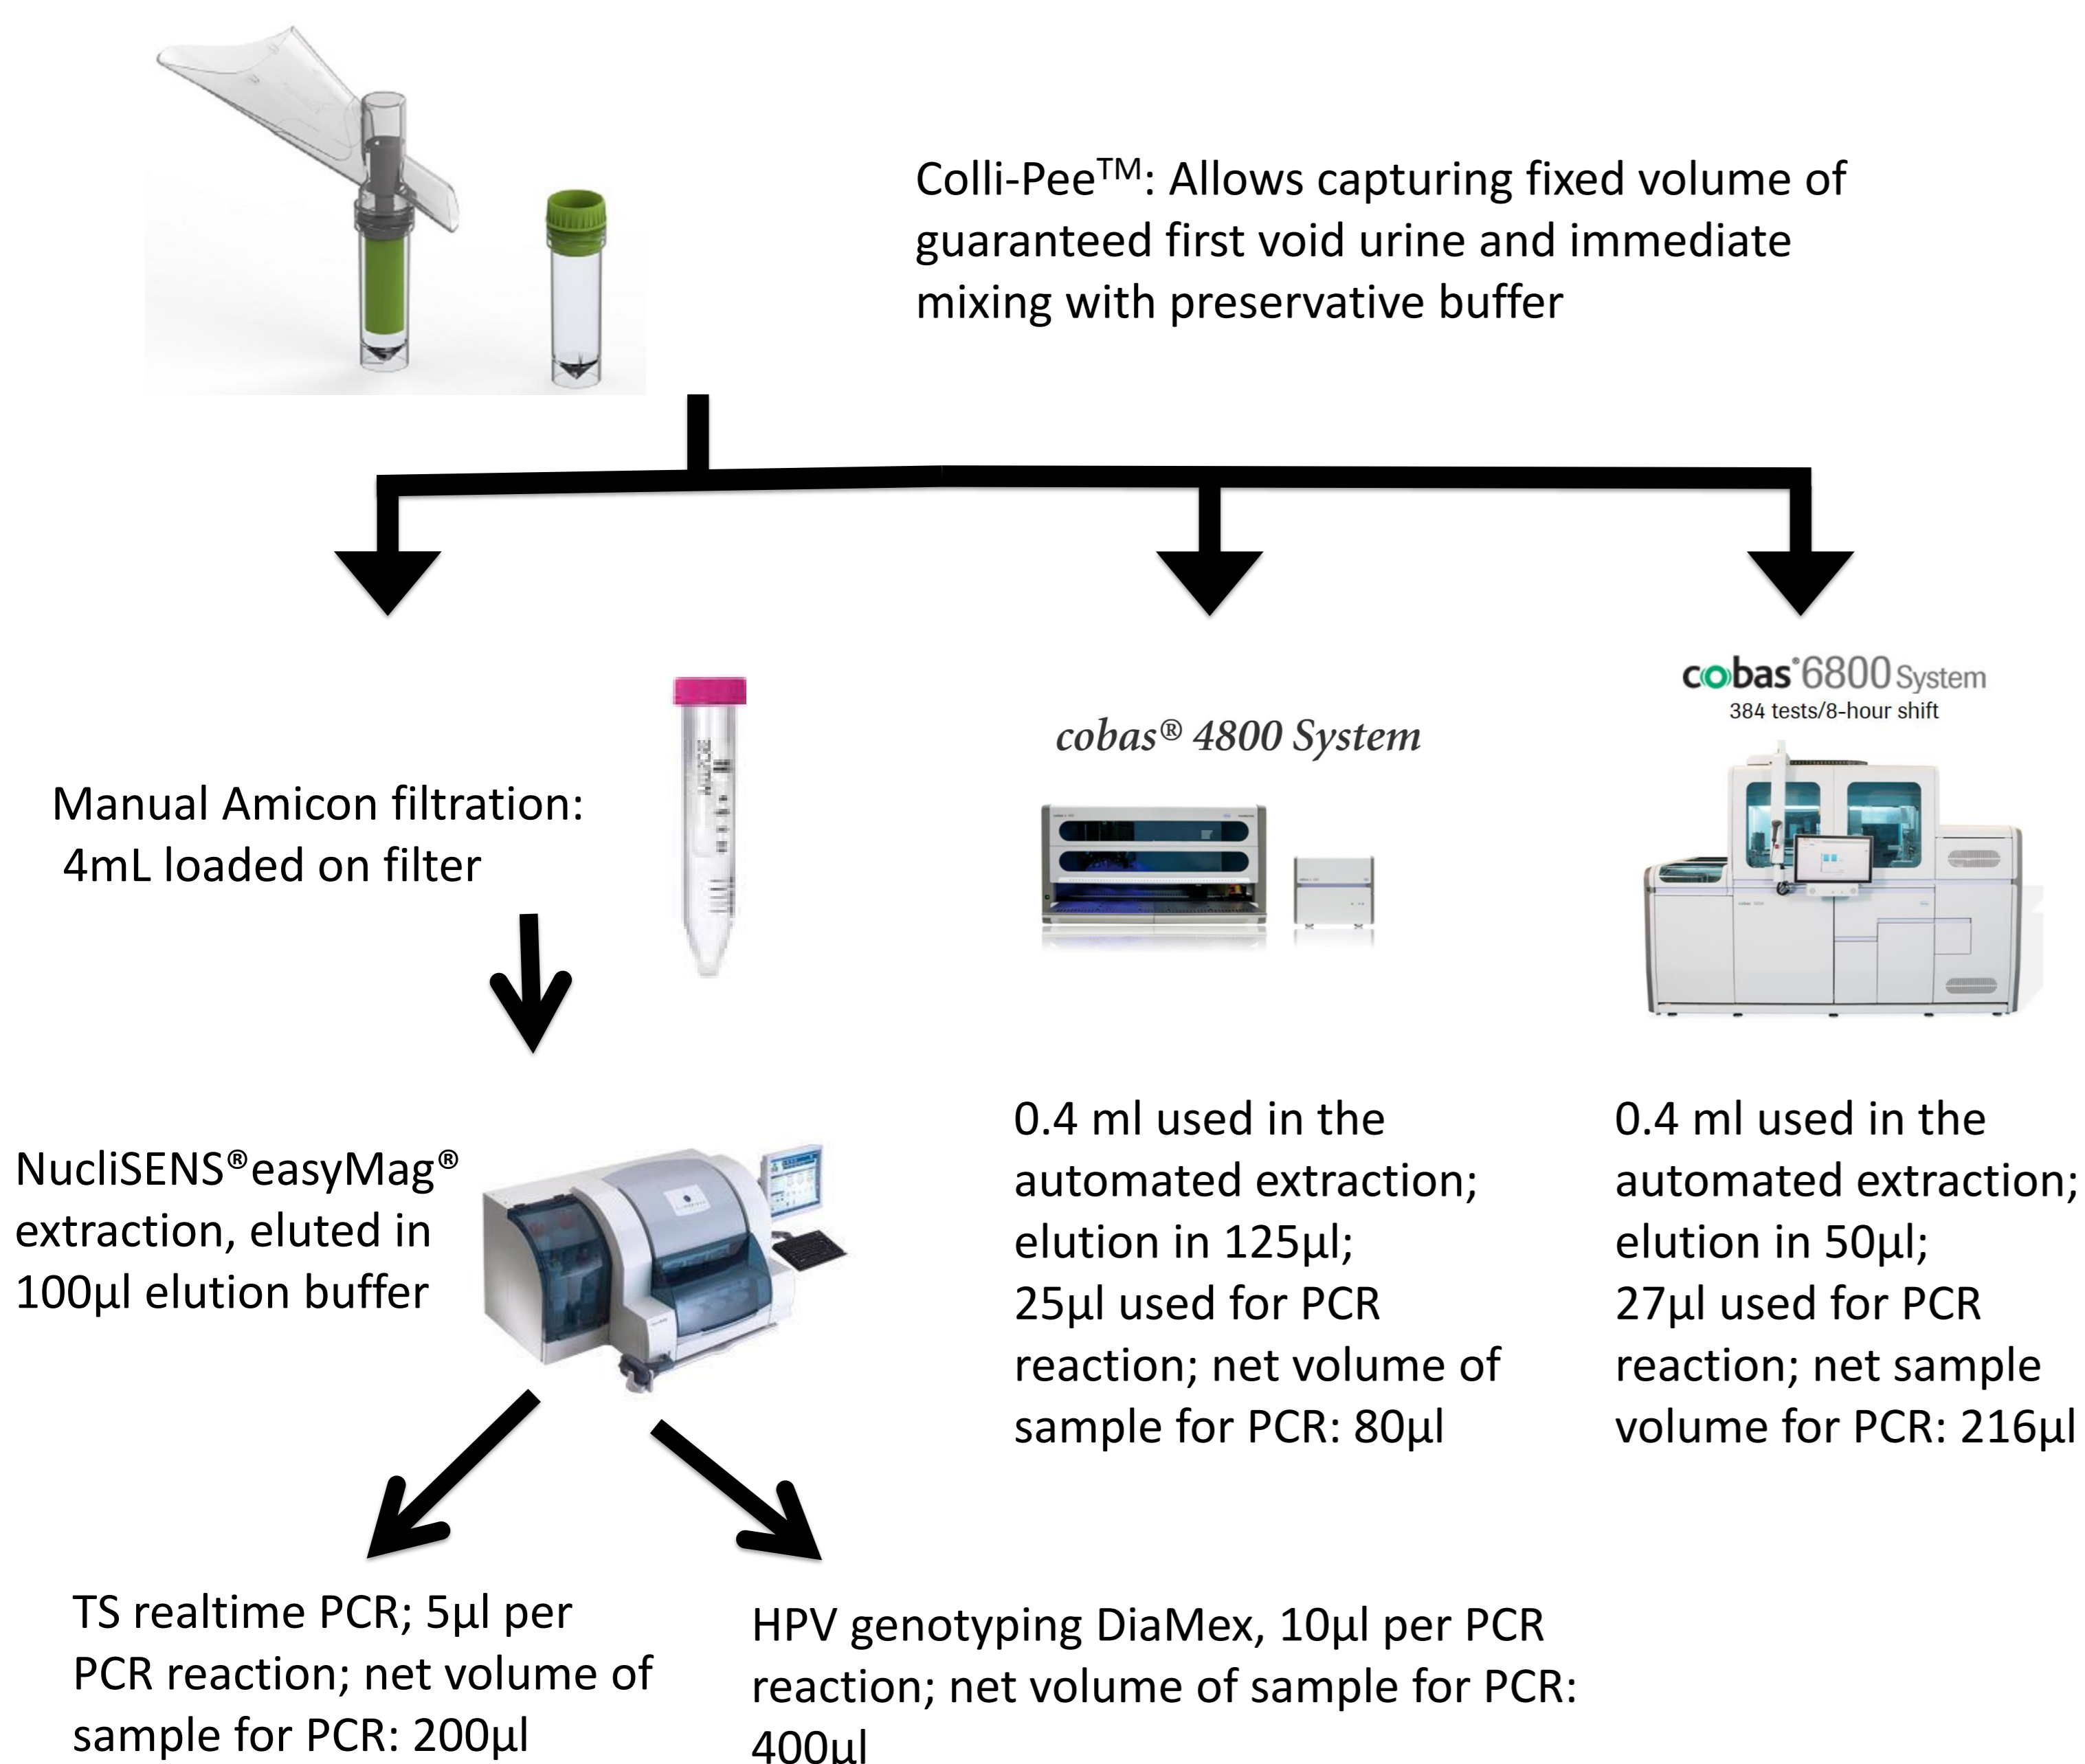 Colli-Pee™: Allows capturing fixed volume of
guaranteed first void urine and immediate
mixing with preservative buffer
cobas® 6800 System
384 tests/8-hour shift
cobas® 4800 System
Manual Amicon filtration:
4mL loaded on filter
NucliSENS®easyMag®
extraction, eluted in
100µl elution buffer
0.4 ml used in the
automated extraction;
elution in 125µl;
25µl used for PCR
reaction; net volume of
sample for PCR: 80µl
0.4 ml used in the
automated extraction;
elution in 50µl;
27µl used for PCR
reaction; net sample
volume for PCR: 216µl
TS realtime PCR; 5µl per
PCR reaction; net volume of
sample for PCR: 200µl
HPV genotyping DiaMex, 10µl per PCR
reaction; net volume of sample for PCR:
400µl